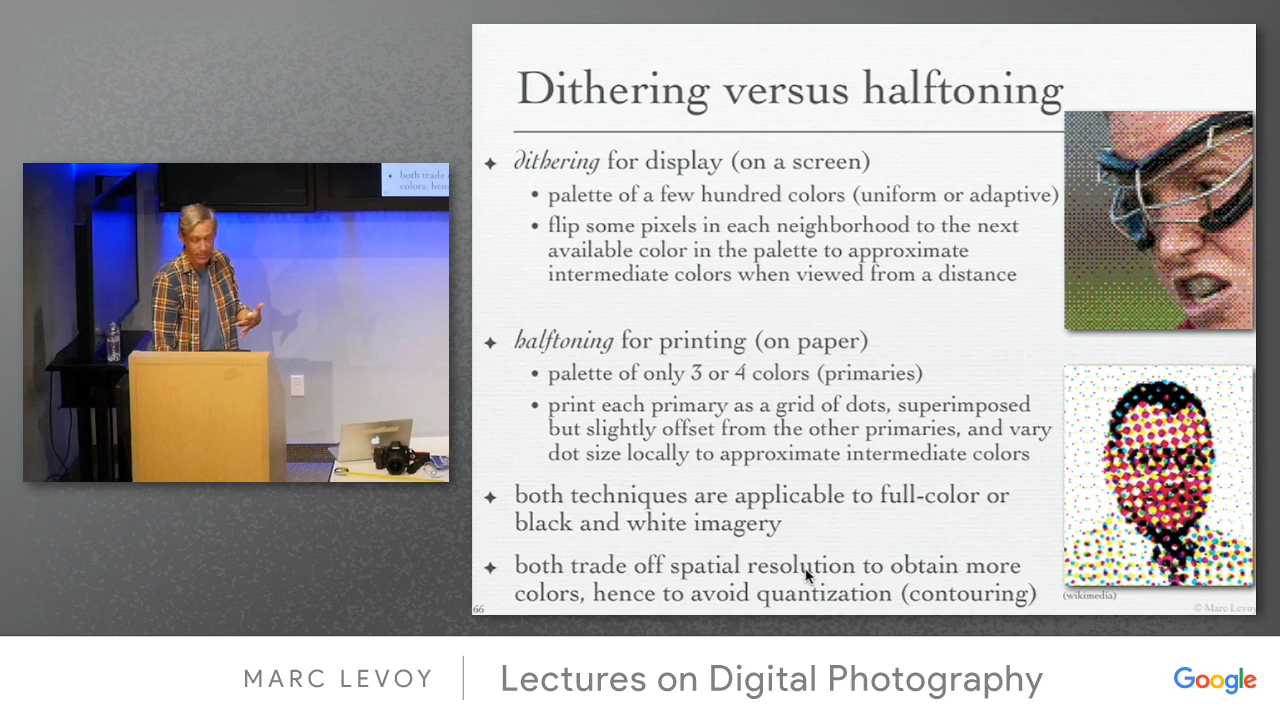 Dithering versus halftoning
✦ dithering for display (on a screen)
• palette of a few hundred colors (uniform or adaptive)
• flip some pixels in each neighborhood to the next
available color in the palette to approximate
intermediate colors when viewed from a distance
✦ halftoning for printing (on paper)
• palette of only 3 or 4 colors (primaries)
• print each primary as a grid of dots, superimposed
but slightly offset from the other primaries, and vary
dot size locally to approximate intermediate colors
✦ both techniques are applicable to full-color or
black and white imagery
✦ both trade off spatial resolution to obtain more
colors, hence to avoid quantization (contouring)
(wikimedia)
66
© Marc Levoy
• both trade
colors, hen
MARC LEVOY
Lectures on Digital Photography
Google